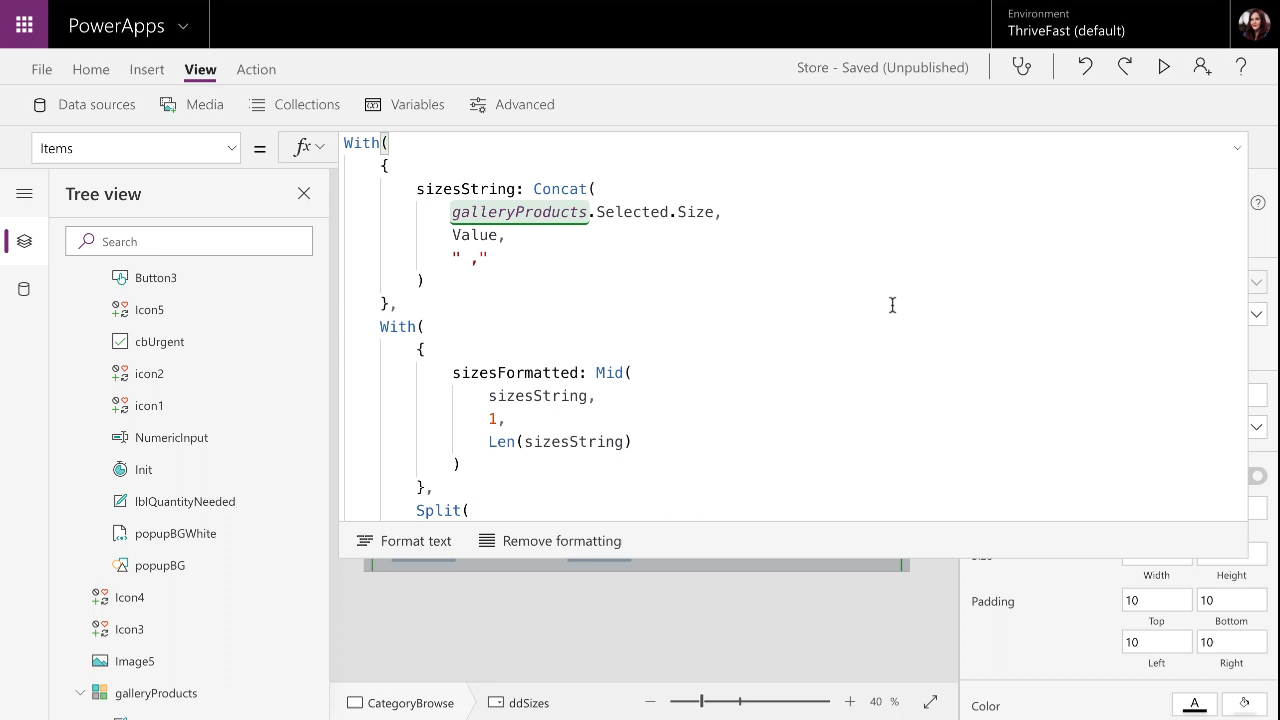 PowerApps
Environment
ThriveFast (default)
File Home Insert View Action
Store - Saved (Unpublished)
?
Data sources Media Collections Variables Advanced
Items = fx
With(
{
sizesString: Concat(
galleryProducts.Selected.Size,
Value,
" ,"
)
},
With(
{
sizesFormatted: Mid(
sizesString,
1,
Len(sizesString)
)
},
Split(
Format text Remove formatting
Tree view
Search
Button3
Icon5
cbUrgent
icon2
icon1
NumericInput
Init
lblQuantityNeeded
popupBGWhite
popupBG
Icon4
Icon3
Image5
galleryProducts
Width Height
Padding 10 10
Top Bottom
10 10
Left Right
Color A
CategoryBrowse ddSizes 40 %